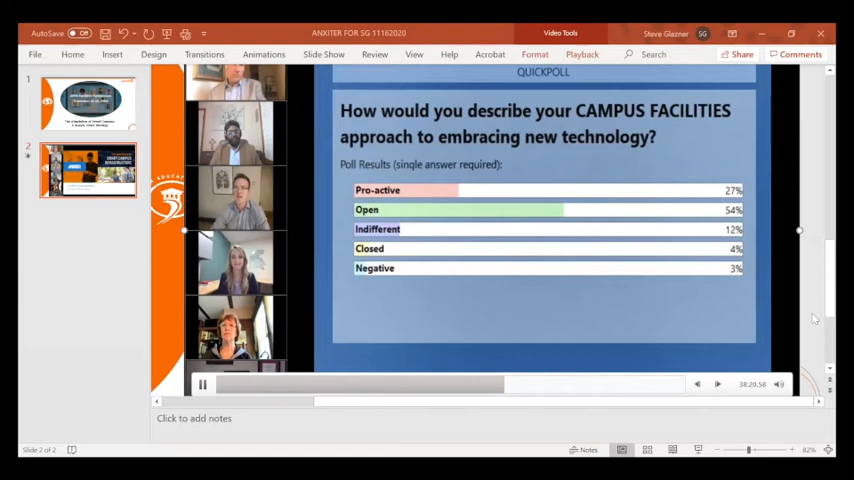 AutoSave Off
ANXITER FOR SG 11162020
Video Tools
Steve Glazner SG
File Home Insert Design Transitions Animations Slide Show Review View Help Acrobat Format Playback Search Share Comments
1
2
QUICKPOLL
How would you describe your CAMPUS FACILITIES
approach to embracing new technology?
Poll Results (single answer required):
Pro-active 27%
Open 54%
Indifferent 12%
Closed 4%
Negative 3%
38:20.58
Click to add notes
Slide 2 of 2
Notes
82%